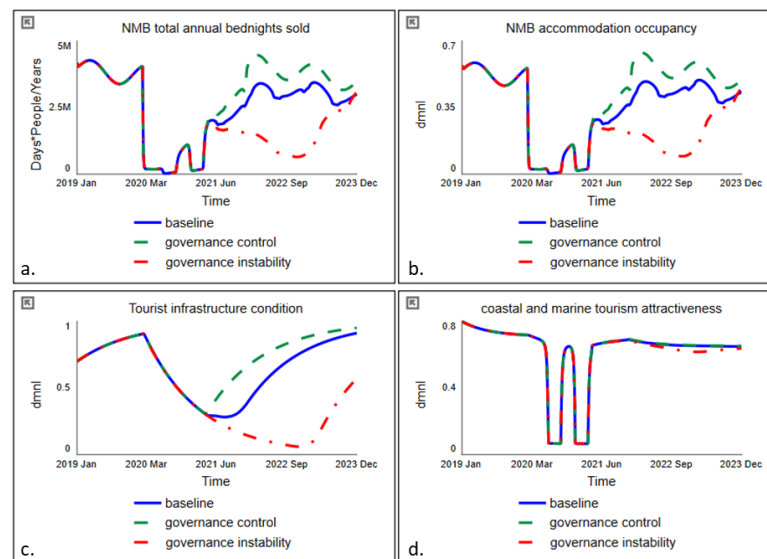 NMB total annual bednights sold
5M
2.5M
0
Days*People/Years
2019 Jan 2020 Mar 2021 Jun 2022 Sep 2023 Dec
Time
baseline
governance control
governance instability
a.
NMB accommodation occupancy
0.7
0.35
0
dmnl
2019 Jan 2020 Mar 2021 Jun 2022 Sep 2023 Dec
Time
baseline
governance control
governance instability
b.
Tourist infrastructure condition
1
0.5
0
dmnl
2019 Jan 2020 Mar 2021 Jun 2022 Sep 2023 Dec
Time
baseline
governance control
governance instability
c.
coastal and marine tourism attractiveness
0.8
0.4
0
dmnl
2019 Jan 2020 Mar 2021 Jun 2022 Sep 2023 Dec
Time
baseline
governance control
governance instability
d.